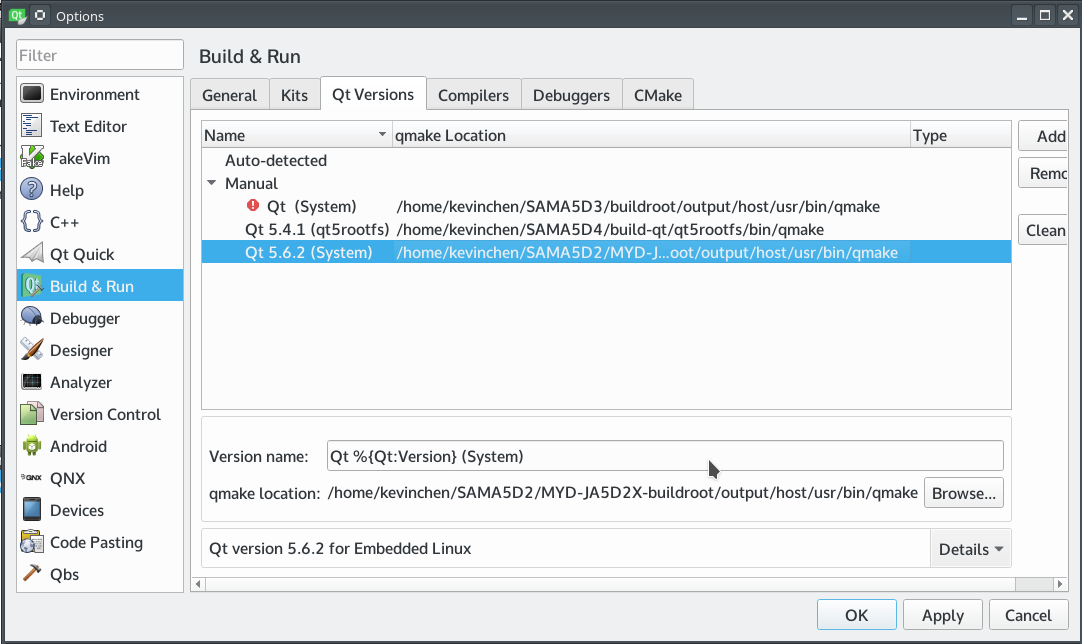 Options
Filter
Build & Run
Environment
Text Editor
FakeVim
Help
C++
Qt Quick
Build & Run
Debugger
Designer
Analyzer
Version Control
Android
QNX
Devices
Code Pasting
Qbs
General Kits Qt Versions Compilers Debuggers CMake
Name qmake Location Type
Auto-detected
Manual
Qt (System) /home/kevinchen/SAMA5D3/buildroot/output/host/usr/bin/qmake
Qt 5.4.1 (qt5rootfs) /home/kevinchen/SAMA5D4/build-qt/qt5rootfs/bin/qmake
Qt 5.6.2 (System) /home/kevinchen/SAMA5D2/MYD-J...oot/output/host/usr/bin/qmake
Add
Remo
Clean
Version name: Qt %{Qt:Version} (System)
qmake location: /home/kevinchen/SAMA5D2/MYD-JA5D2X-buildroot/output/host/usr/bin/qmake Browse...
Qt version 5.6.2 for Embedded Linux Details
OK Apply Cancel